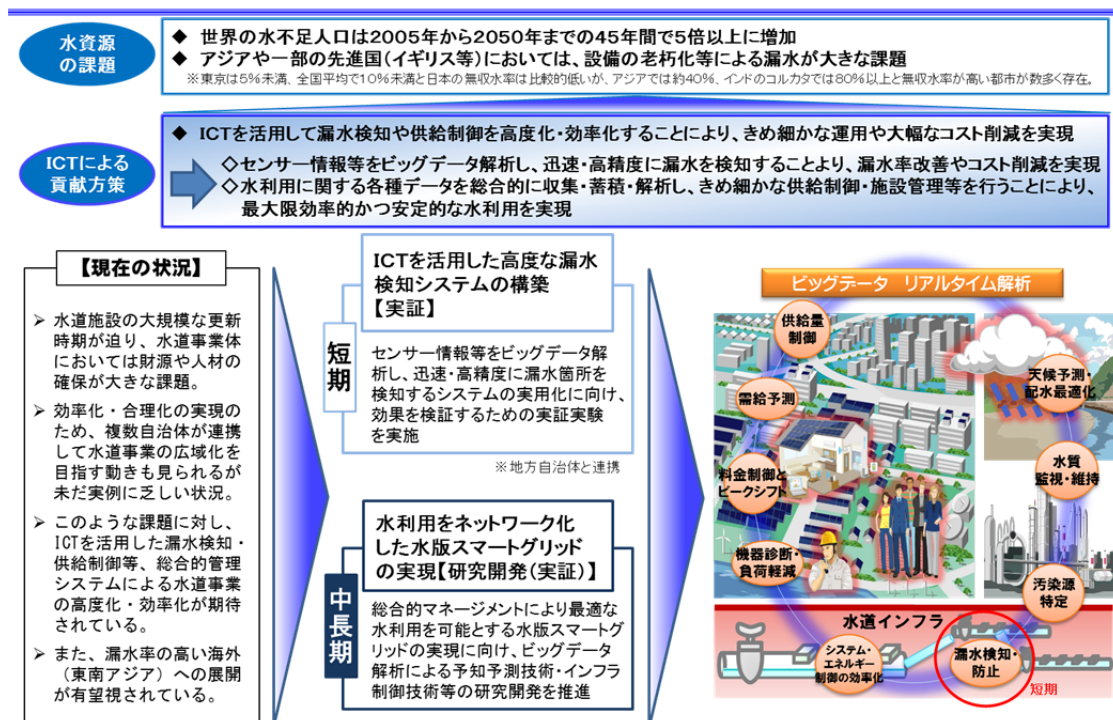 水資源
の課題
◆ 世界の水不足人口は2005年から2050年までの45年間で5倍以上に増加
◆ アジアや一部の先進国(イギリス等)においては、設備の老朽化等による漏水が大きな課題
※東京は5%未満、全国平均で10%未満と日本の無収水率は比較的低いが、アジアでは約40%、インドのコルカタでは80%以上と無収水率が高い都市が数多く存在。
ICTによる
貢献方策
◆ ICTを活用して漏水検知や供給制御を高度化・効率化することにより、きめ細かな運用や大幅なコスト削減を実現
◇センサー情報等をビッグデータ解析し、迅速・高精度に漏水を検知することより、漏水率改善やコスト削減を実現
◇水利用に関する各種データを総合的に収集・蓄積・解析し、きめ細かな供給制御・施設管理等を行うことにより、
最大限効率的かつ安定的な水利用を実現
【現在の状況】
➢ 水道施設の大規模な更新
時期が迫り、水道事業体
においては財源や人材の
確保が大きな課題。
➢ 効率化・合理化の実現の
ため、複数自治体が連携
して水道事業の広域化を
目指す動きも見られるが
未だ実例に乏しい状況。
➢ このような課題に対し、
ICTを活用した漏水検知・
供給制御等、総合的管理
システムによる水道事業
の高度化・効率化が期待
されている。
➢ また、漏水率の高い海外
(東南アジア)への展開
が有望視されている。
短期
ICTを活用した高度な漏水
検知システムの構築
【実証】
センサー情報等をビッグデータ解
析し、迅速・高精度に漏水箇所を
検知するシステムの実用化に向け、
効果を検証するための実証実験
を実施
※地方自治体と連携
中長期
水利用をネットワーク化
した水版スマートグリッド
の実現【研究開発(実証)】
総合的マネージメントにより最適な
水利用を可能とする水版スマートグ
リッドの実現に向け、ビッグデータ
解析による予知予測技術・インフラ
制御技術等の研究開発を推進
ビッグデータ リアルタイム解析
供給量
制御
需給予測
料金制御と
ピークシフト
機器診断・
負荷軽減
天候予測・
配水最適化
水質
監視・維持
汚染源
特定
水道インフラ
システム・
エネルギー
制御の効率化
漏水検知・
防止
短期